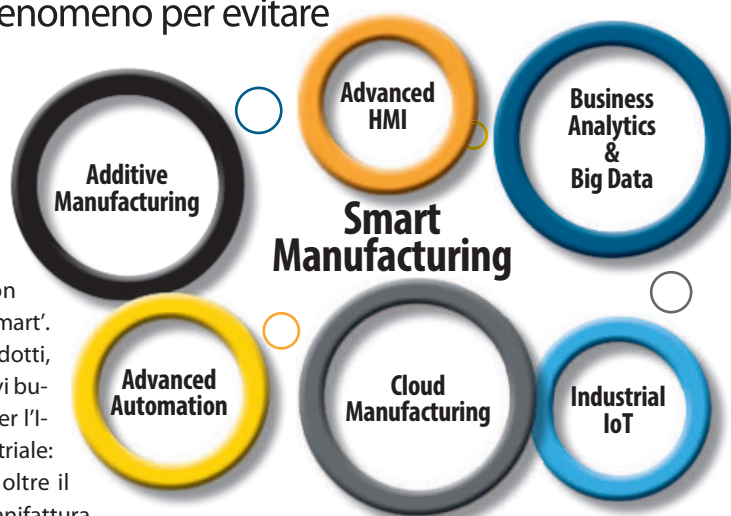 enomeno per evitare
Advanced
HMI
Business
Analytics
&
Big Data
Additive
Manufacturing
Smart
Manufacturing
Advanced
Automation
Cloud
Manufacturing
Industrial
IoT
on
mart’.
dotti,
vi bu-
er l’I-
triale:
oltre il
anifattura